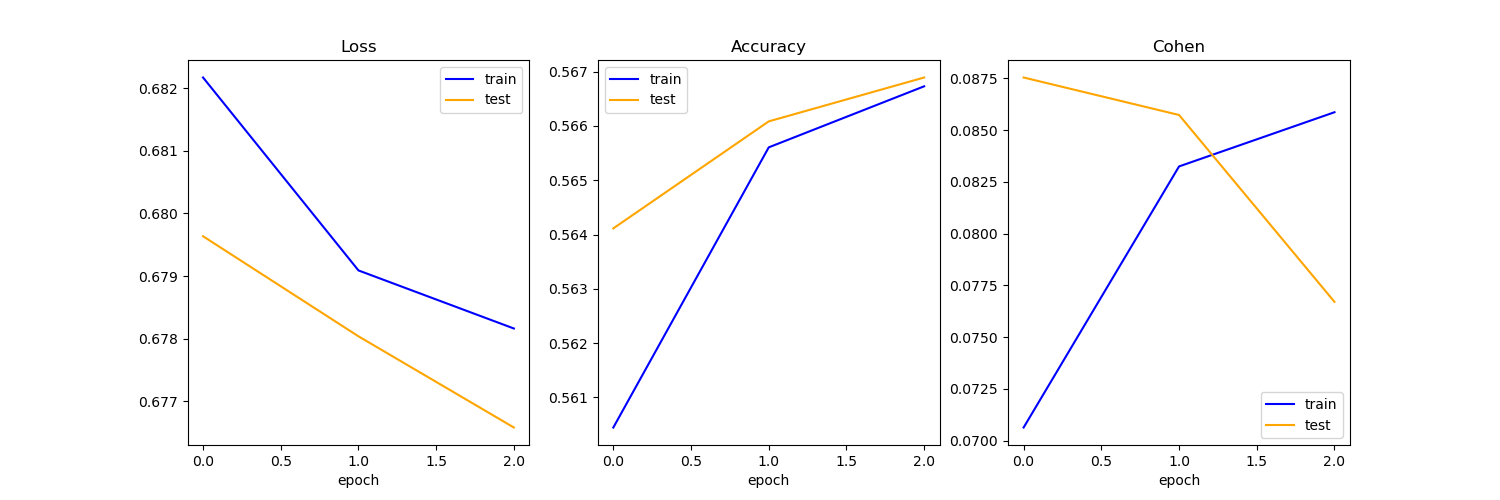 Loss
0.682
0.681
0.680
0.679
0.678
0.677
train
test
0.0 0.5 1.0 1.5 2.0
epoch
Accuracy
0.567
0.566
0.565
0.564
0.563
0.562
0.561
train
test
0.0 0.5 1.0 1.5 2.0
epoch
Cohen
0.0875
0.0850
0.0825
0.0800
0.0775
0.0750
0.0725
0.0700
train
test
0.0 0.5 1.0 1.5 2.0
epoch